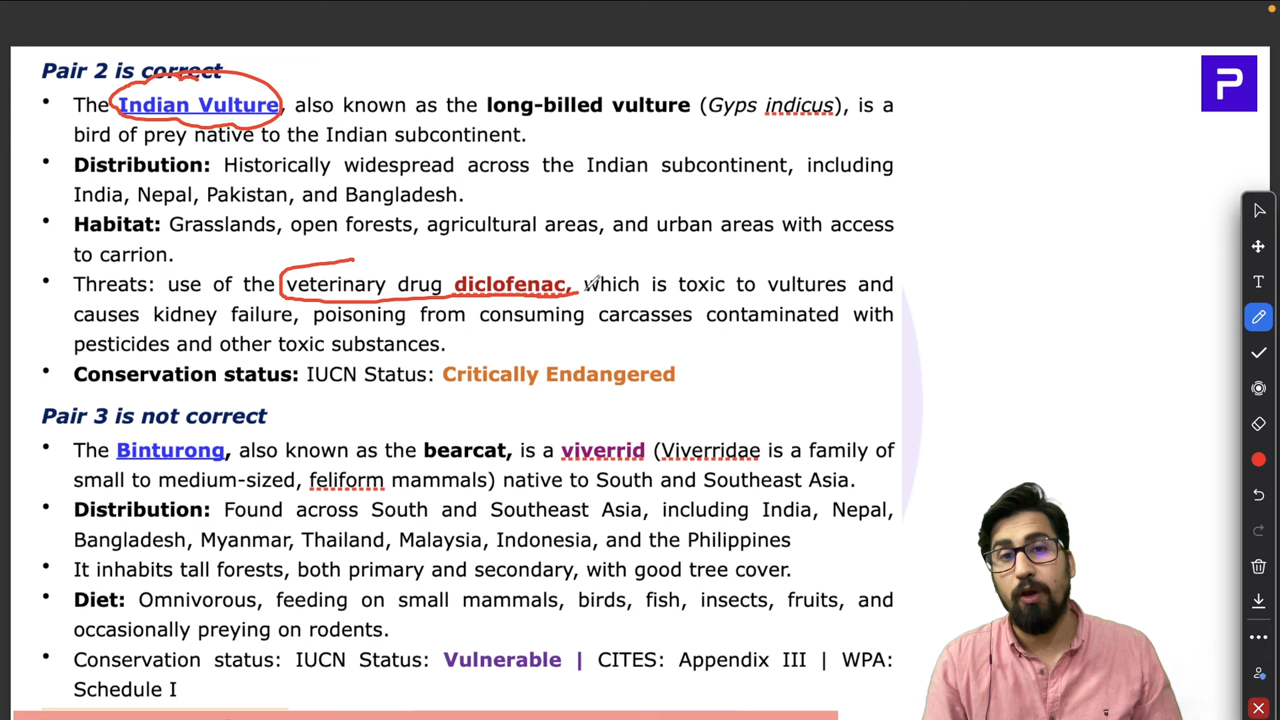 Pair 2 is correct
• The Indian Vulture, also known as the long-billed vulture (Gyps indicus), is a
bird of prey native to the Indian subcontinent.
• Distribution: Historically widespread across the Indian subcontinent, including
India, Nepal, Pakistan, and Bangladesh.
• Habitat: Grasslands, open forests, agricultural areas, and urban areas with access
to carrion.
• Threats: use of the veterinary drug diclofenac, which is toxic to vultures and
causes kidney failure, poisoning from consuming carcasses contaminated with
pesticides and other toxic substances.
• Conservation status: IUCN Status: Critically Endangered
Pair 3 is not correct
• The Binturong, also known as the bearcat, is a viverrid (Viverridae is a family of
small to medium-sized, feliform mammals) native to South and Southeast Asia.
• Distribution: Found across South and Southeast Asia, including India, Nepal,
Bangladesh, Myanmar, Thailand, Malaysia, Indonesia, and the Philippines
• It inhabits tall forests, both primary and secondary, with good tree cover.
• Diet: Omnivorous, feeding on small mammals, birds, fish, insects, fruits, and
occasionally preying on rodents.
• Conservation status: IUCN Status: Vulnerable | CITES: Appendix III | WPA:
Schedule I
P
T